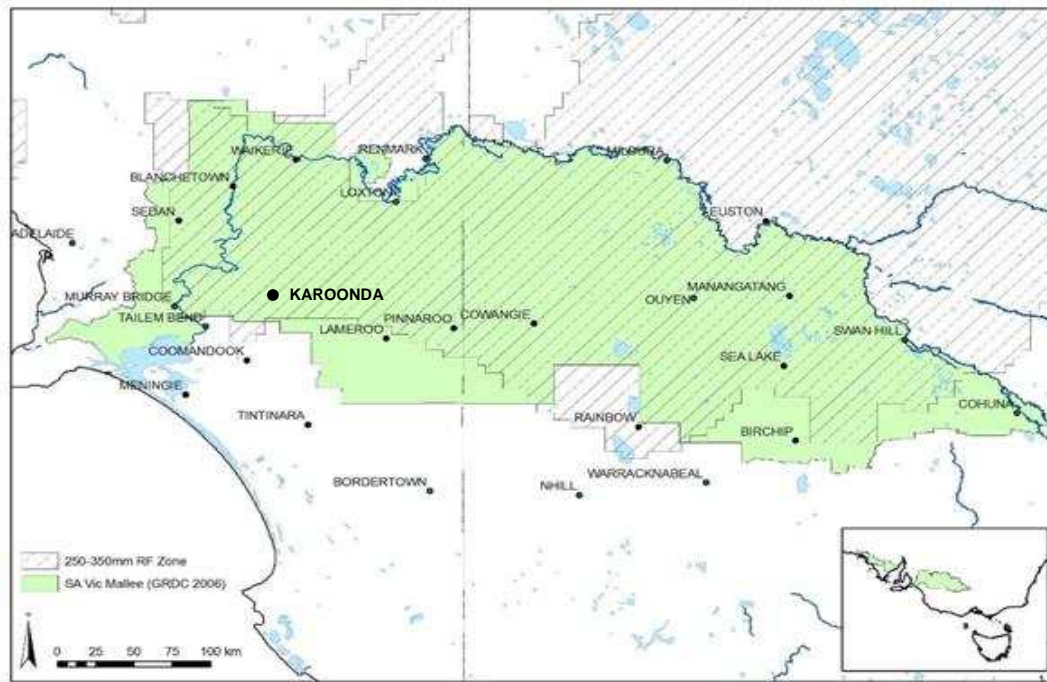 WAIKERIE
RENMARK
MILDURA
BLANCHETOWN
LOXTON
SEDAN
EUSTON
ADELAIDE
KAROONDA
MURRAY BRIDGE
OUYEN
MANANGATANG
TAILEM BEND
LAMEROO
PINNAROO
COWANGIE
SWAN HILL
COOMANDOOK
SEA LAKE
MENINGIE
TINTINARA
RAINBOW
COHUNA
BIRCHIP
BORDERTOWN
NHILL
WARRACKNABEAL
250-350mm RF Zone
SA Vic Mallee (GRDC 2006)
0 25 50 75 100 km